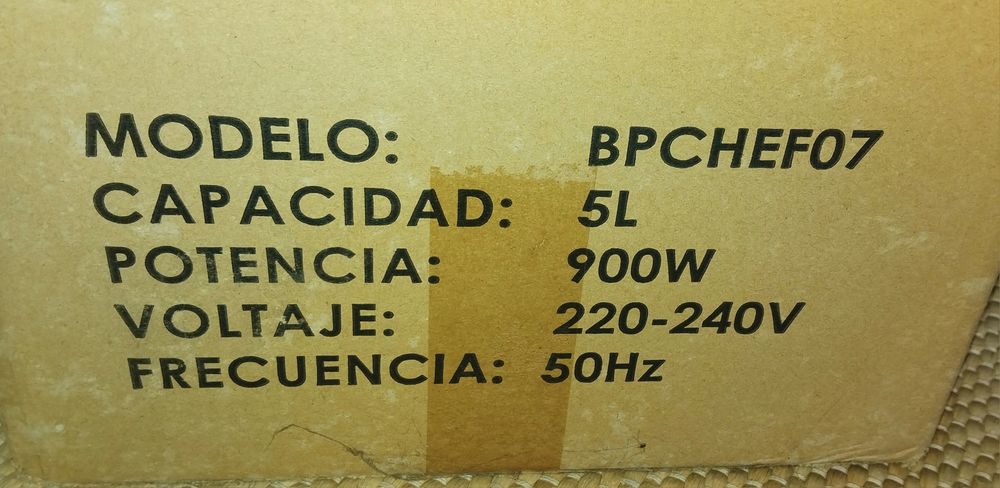 MODELO: BPCHEF07
CAPACIDAD: 5L
POTENCIA: 900W
VOLTAJE: 220-240V
FRECUENCIA: 50Hz